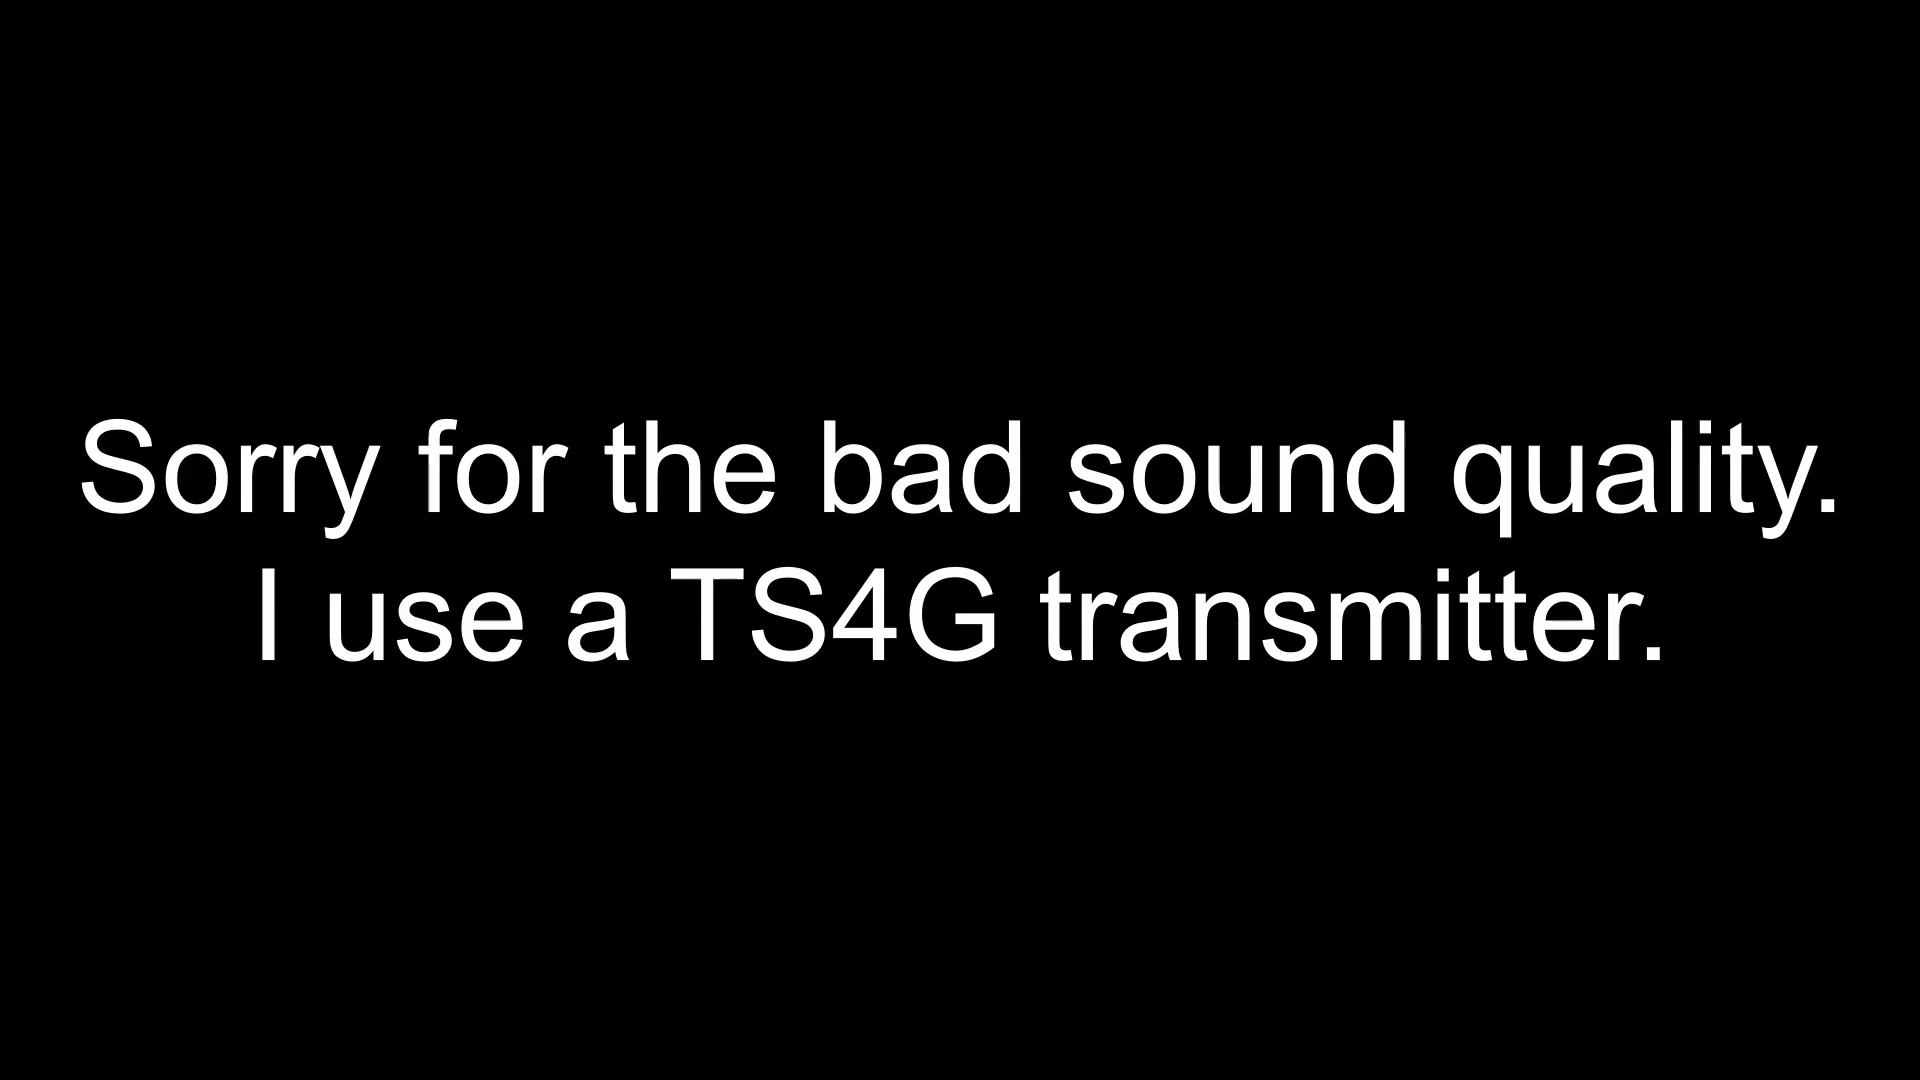 Sorry for the bad sound quality.
I use a TS4G transmitter.